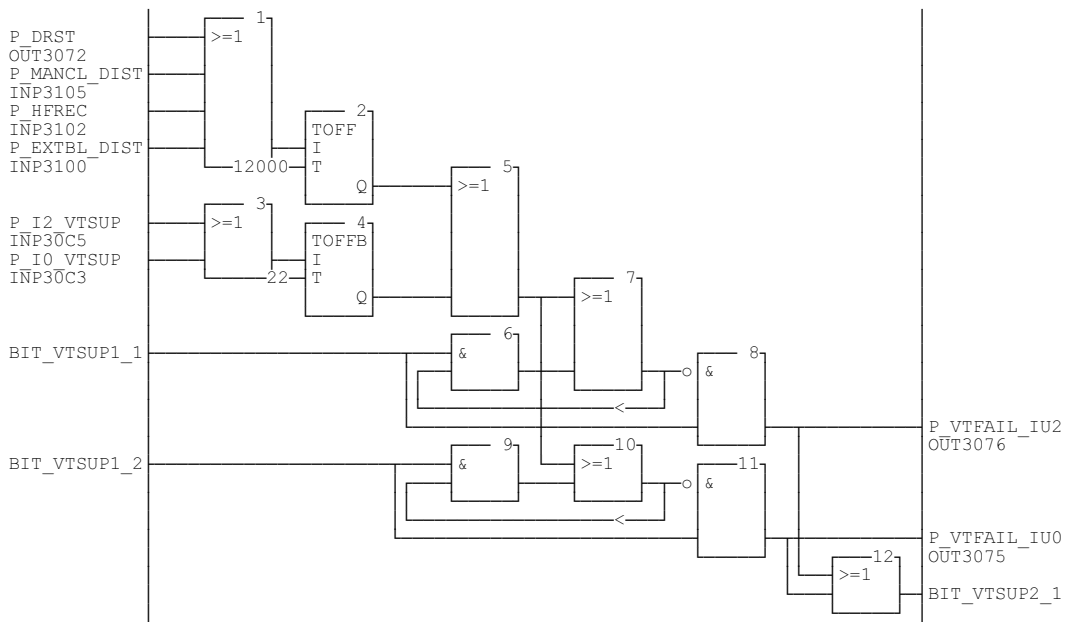 1
P_DRST
>=1
OUT3072
P_MANCL_DIST
INP3105
P_HFREC
2
INP3102
TOFF
P_EXTBL_DIST
I
INP3100
12000
T
5
Q
>=1
3
P_I2_VTSUP
>=1
4
INP30C5
TOFFB
P_I0_VTSUP
I
INP30C3
22
T
7
Q
>=1
6
8
BIT_VTSUP1_1
&
&
<
P_VTFAIL_IU2
9
10
OUT3076
BIT_VTSUP1_2
&
>=1
11
&
<
P_VTFAIL_IU0
12
OUT3075
>=1
BIT_VTSUP2_1